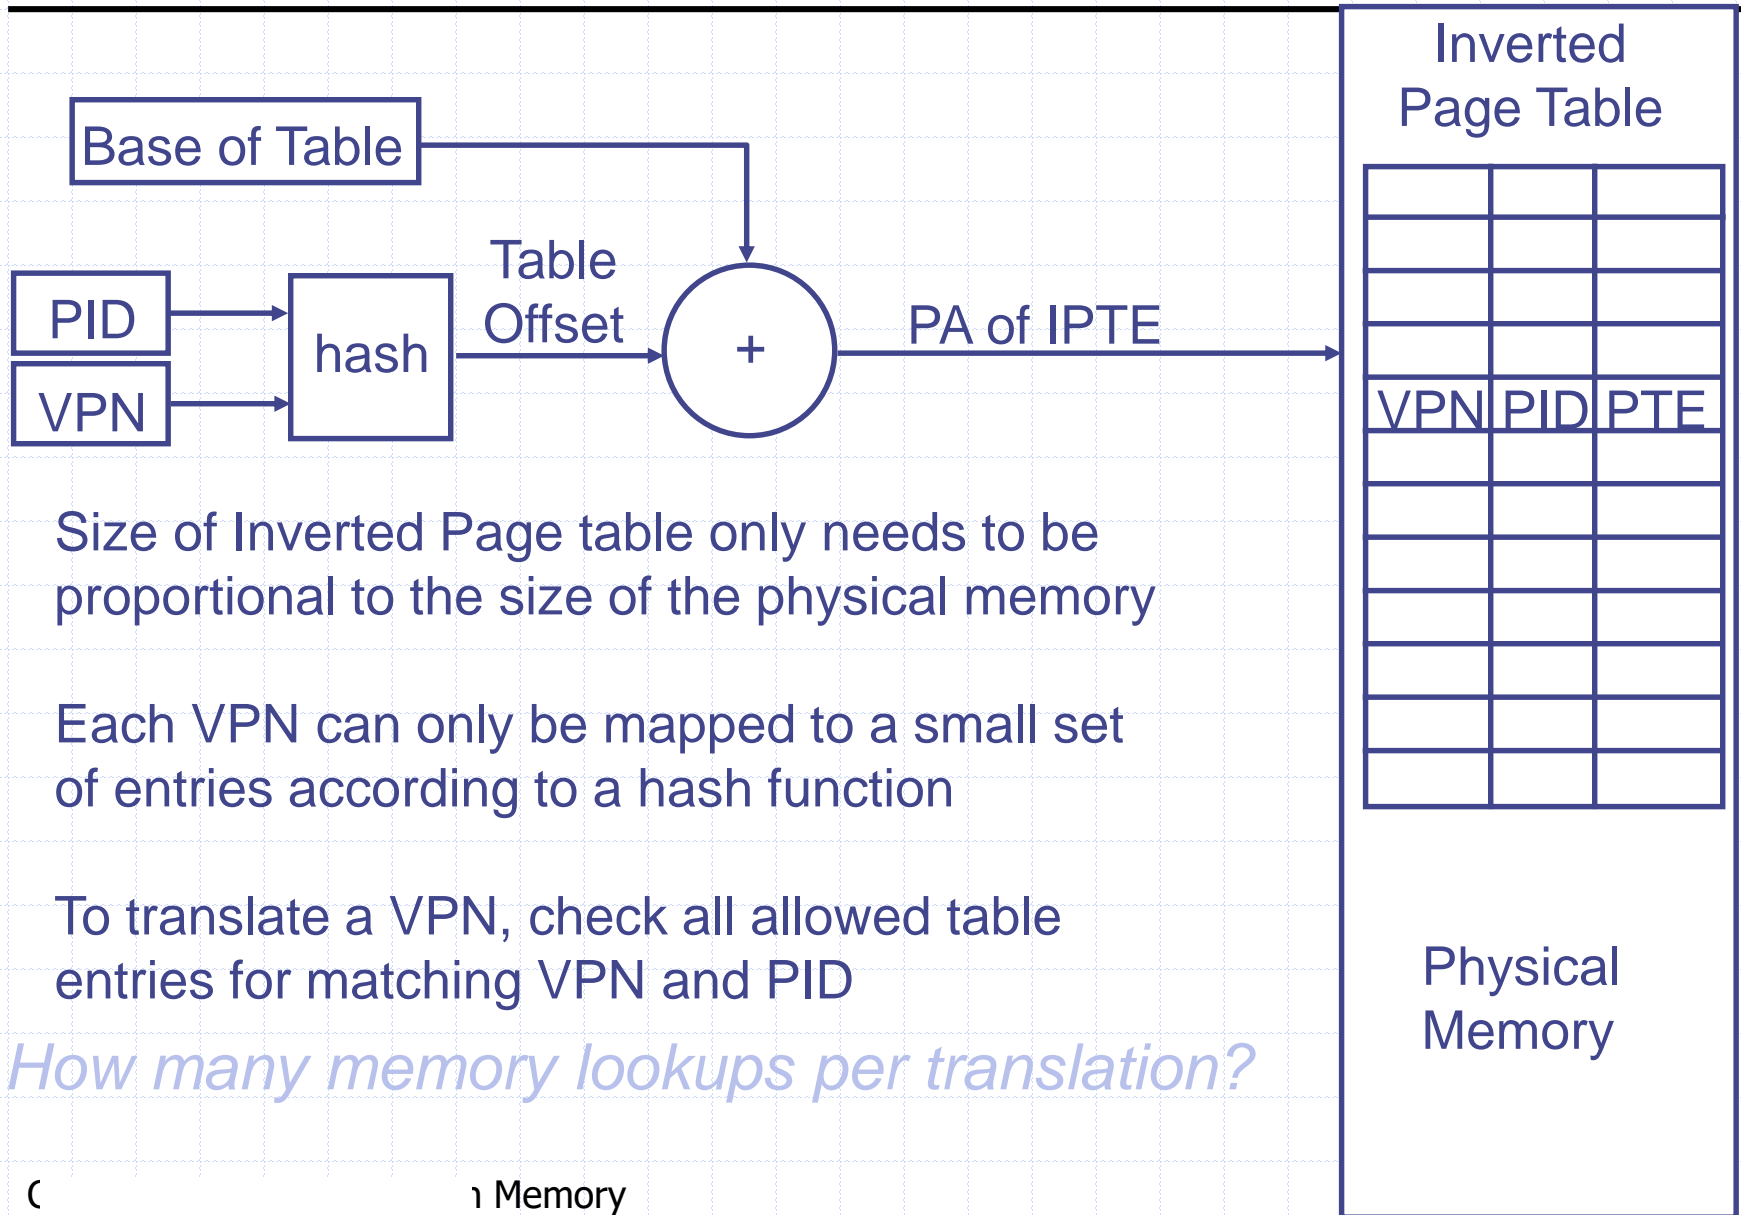 Inverted
Page Table
Base of Table
Table
Offset
PID
hash
+
PA of IPTE
VPN
VPN PID PTE
Size of Inverted Page table only needs to be
proportional to the size of the physical memory
Each VPN can only be mapped to a small set
of entries according to a hash function
To translate a VPN, check all allowed table
entries for matching VPN and PID
Physical
Memory
How many memory lookups per translation?
Memory